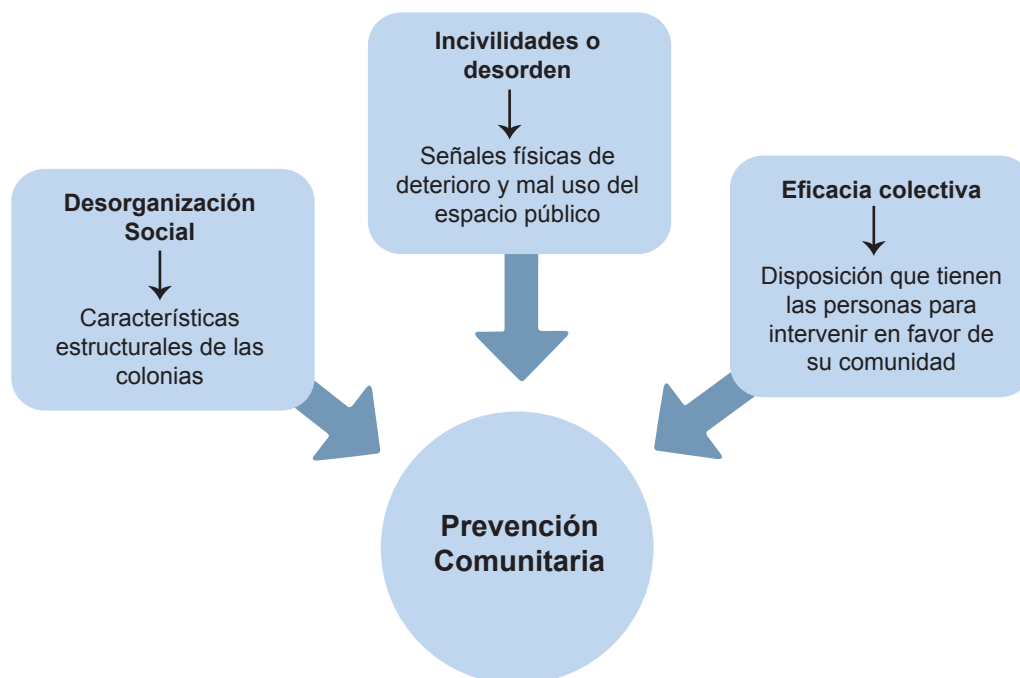 Desorganización
Social
Características
estructurales de las
colonias
Incivilidades o
desorden
Señales físicas de
deterioro y mal uso del
espacio público
Eficacia colectiva
Disposición que tienen
las personas para
intervenir en favor de
su comunidad
Prevención
Comunitaria